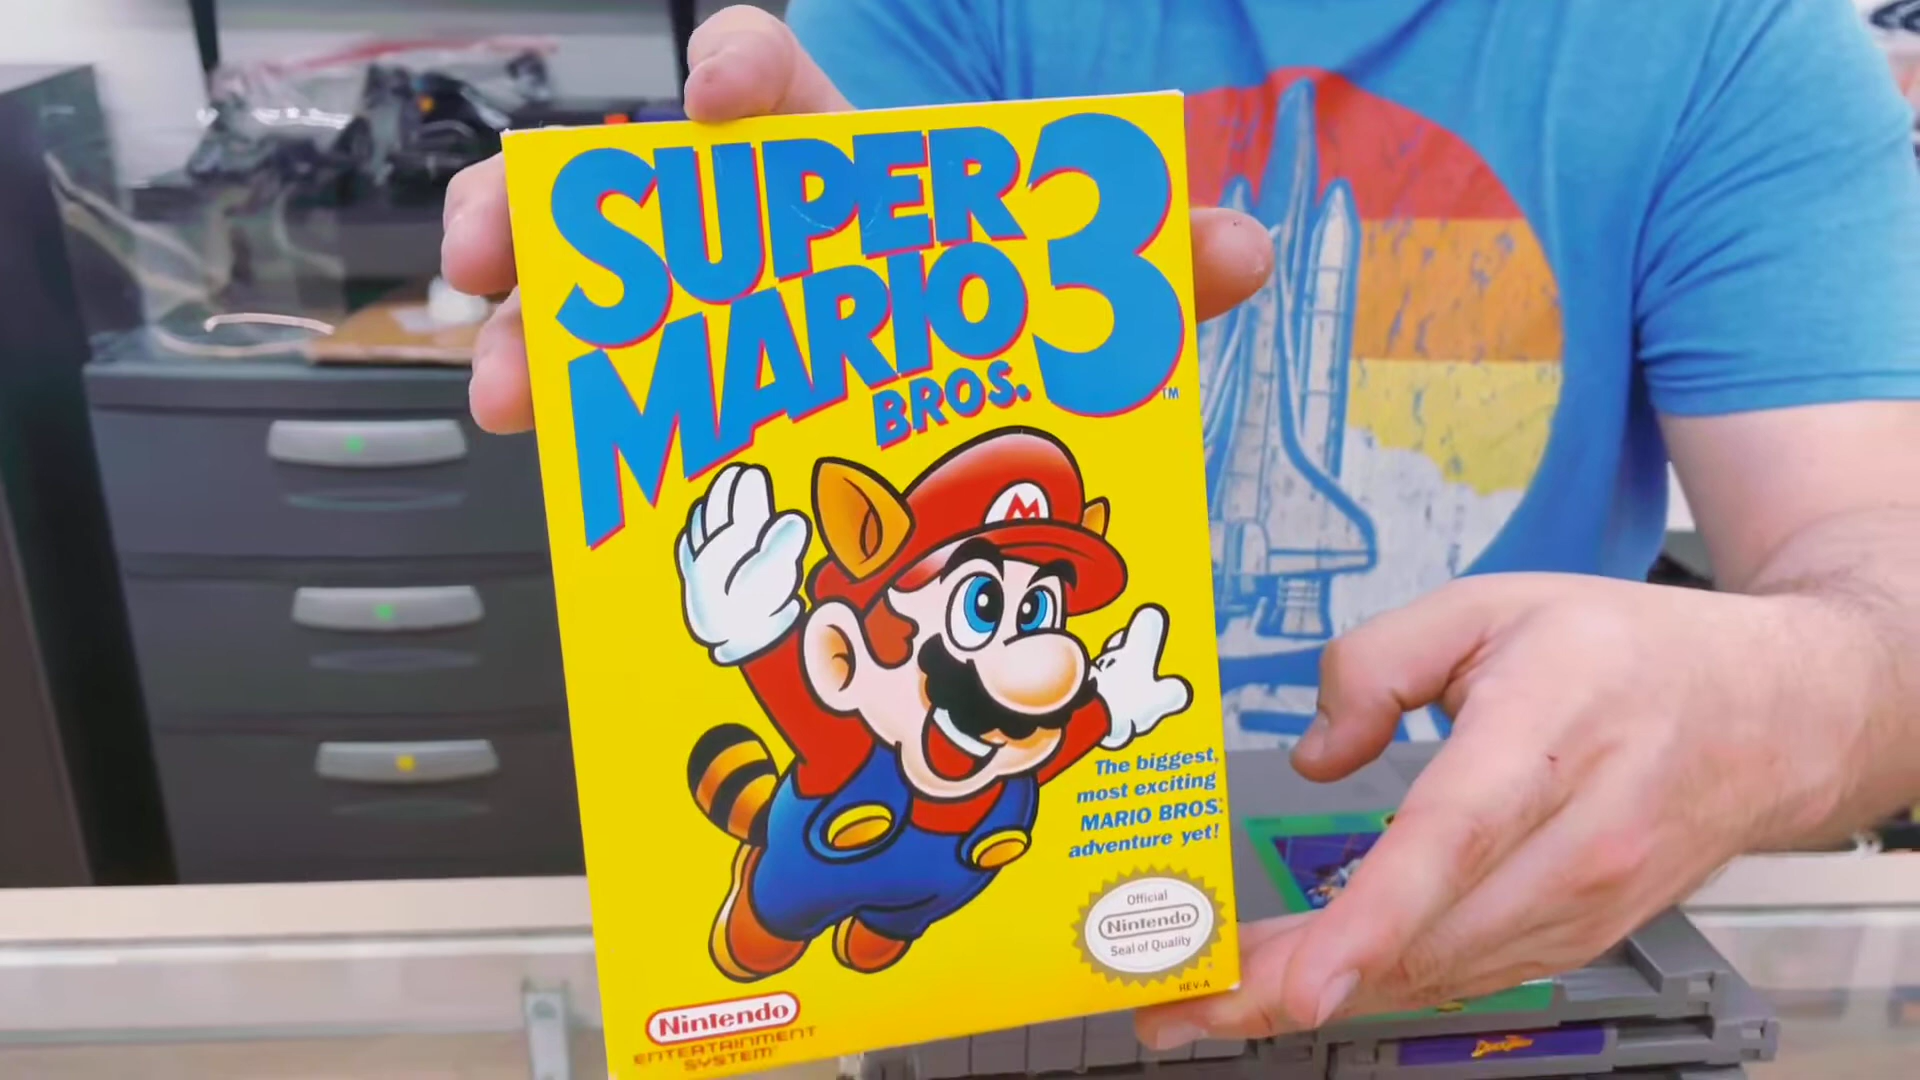 SUPER
MARIO
BROS.
3
TM
M
The biggest,
most exciting
MARIO BROS.
adventure yet!
Official
Nintendo
Seal of Quality
REV-A
Nintendo
ENTERTAINMENT
SYSTEM